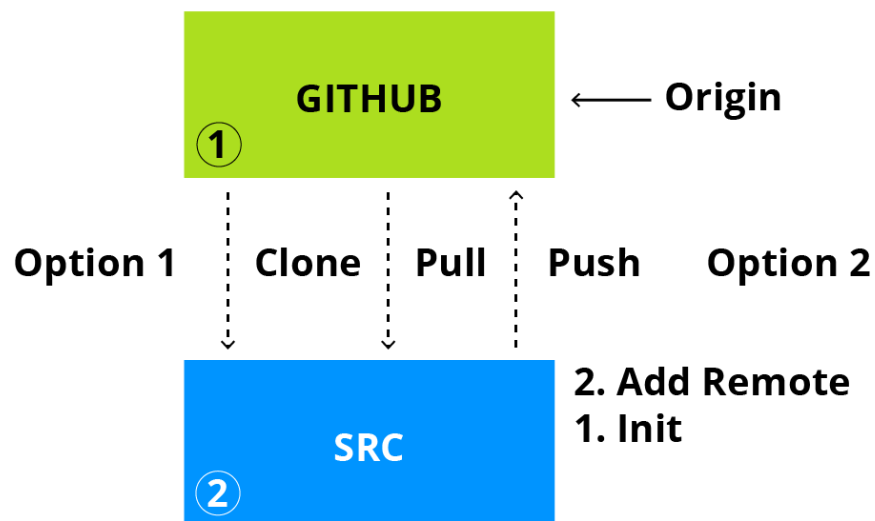 GITHUB
Origin
1
Option 1
Clone
Pull
Push
Option 2
2. Add Remote
1. Init
SRC
2